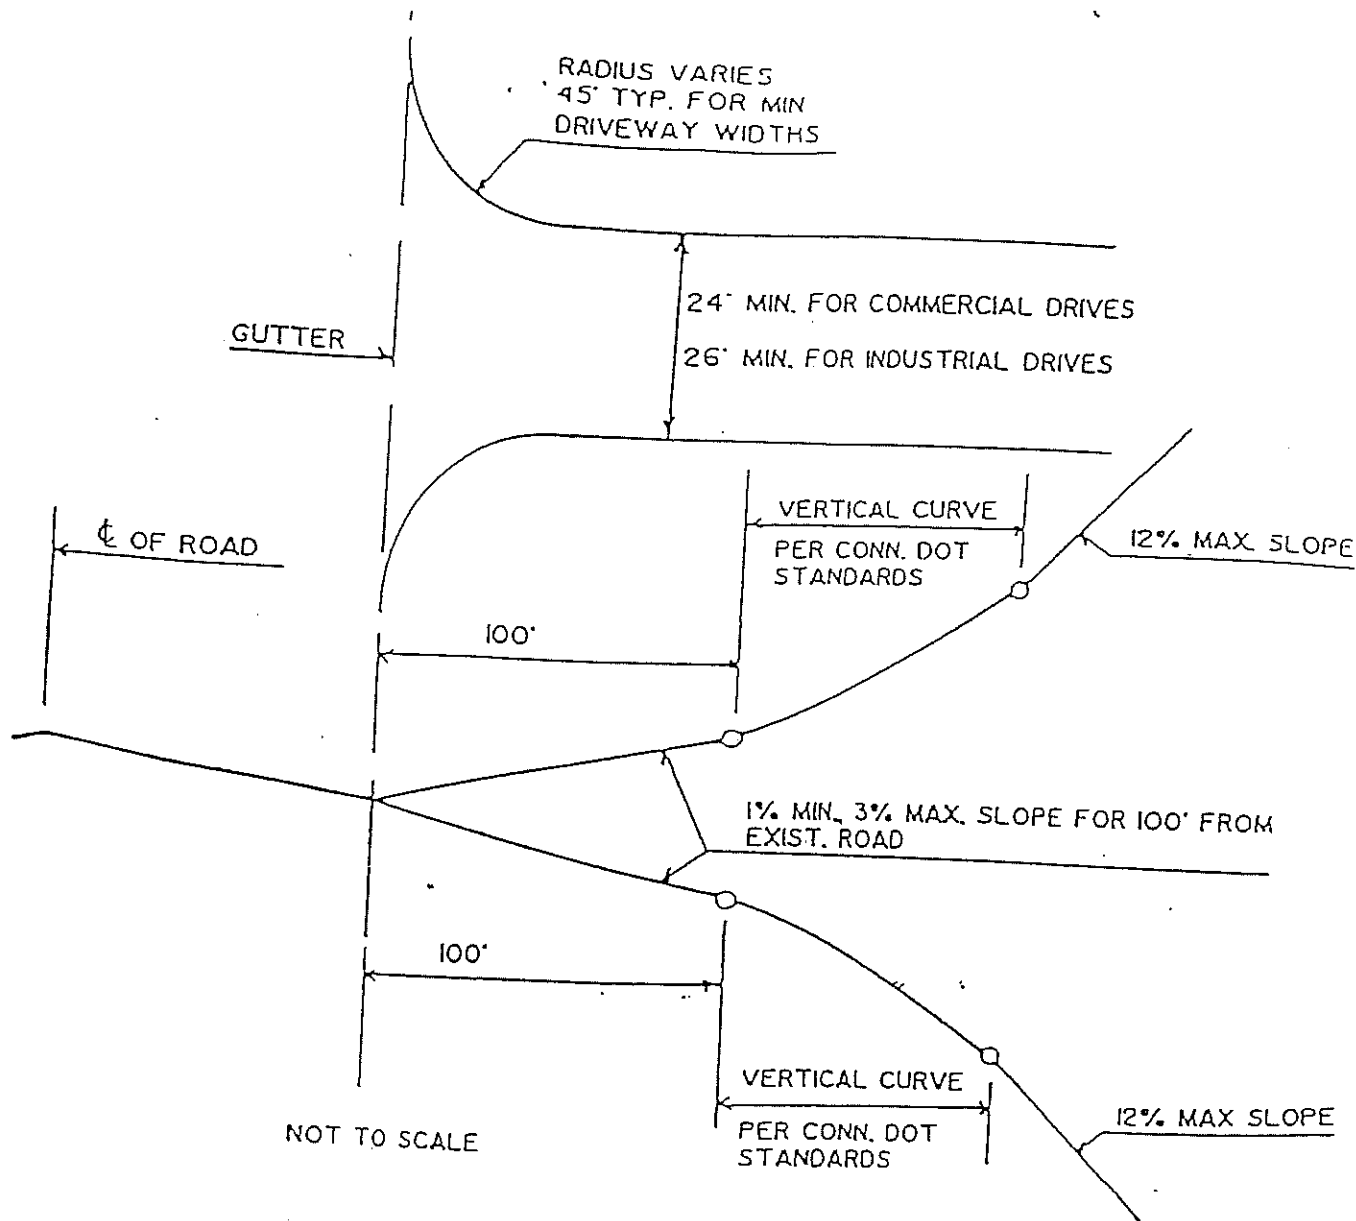 RADIUS VARIES
45' TYP. FOR MIN
DRIVEWAY WIDTHS
24' MIN. FOR COMMERCIAL DRIVES
GUTTER
26' MIN. FOR INDUSTRIAL DRIVES
℄ OF ROAD
VERTICAL CURVE
PER CONN. DOT
STANDARDS
12% MAX. SLOPE
100'
1% MIN., 3% MAX. SLOPE FOR 100' FROM
EXIST. ROAD
100'
VERTICAL CURVE
PER CONN. DOT
STANDARDS
12% MAX SLOPE
NOT TO SCALE